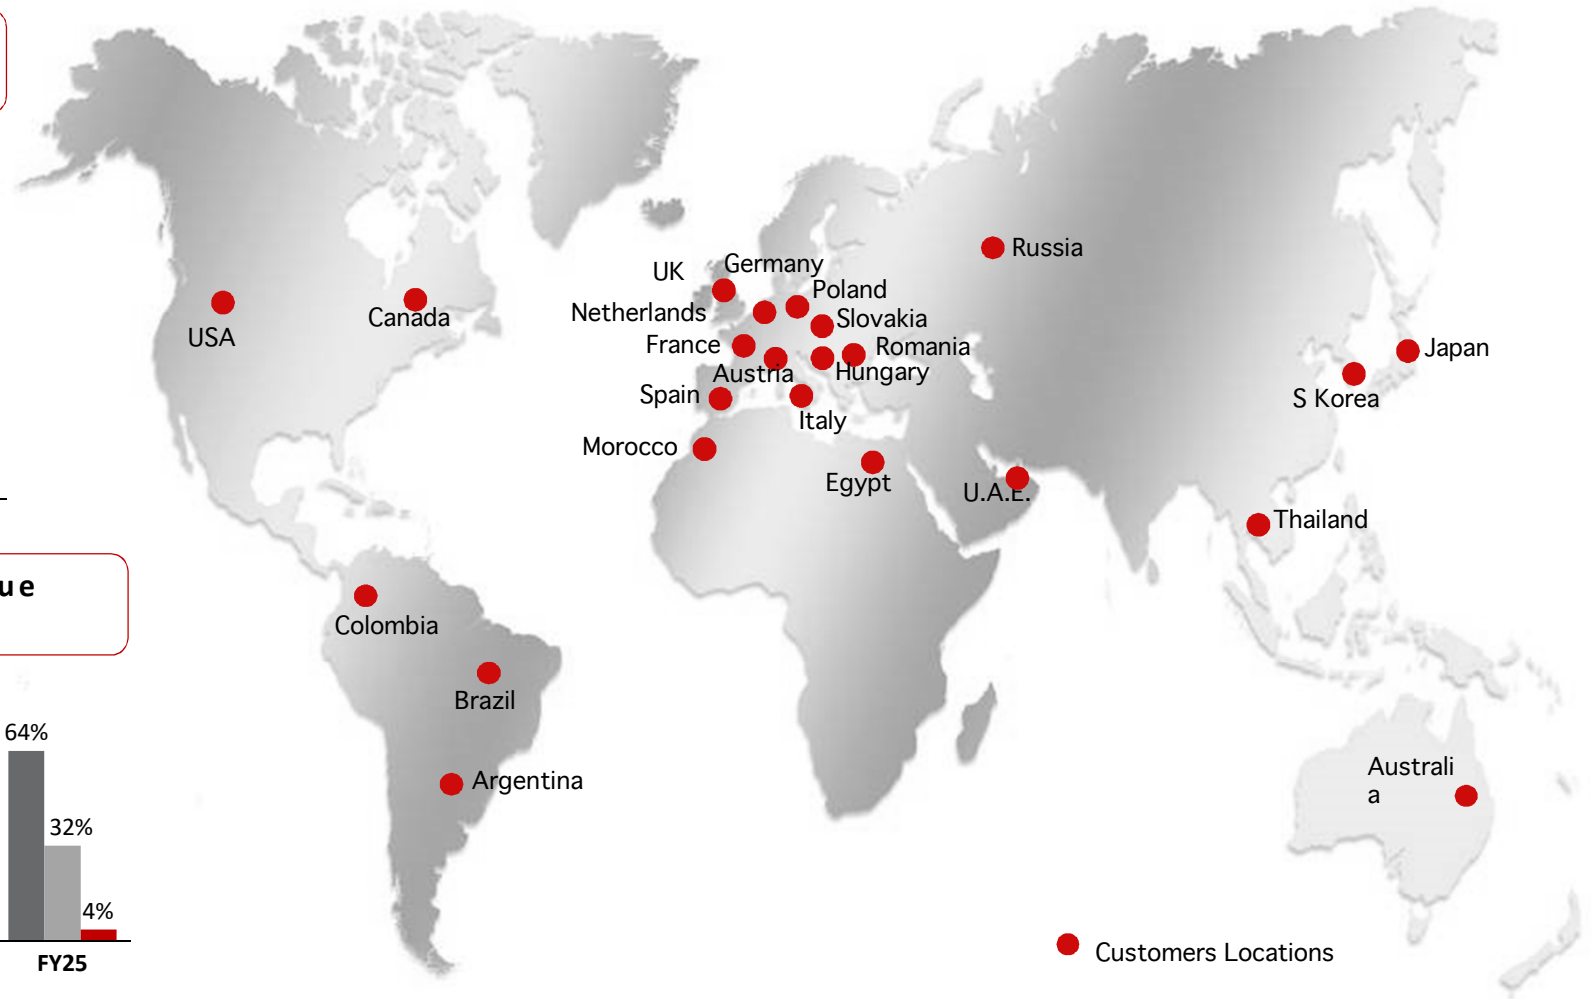 Germany
UK
Russia
Poland
Netherlands
Slovakia
Canada
USA
France
Romania
Japan
Austria
Hungary
Spain
S Korea
Italy
Morocco
Egypt
U.A.E.
Thailand
ue
Colombia
Brazil
64%
Argentina
Australi
a
32%
4%
Customers Locations
FY25